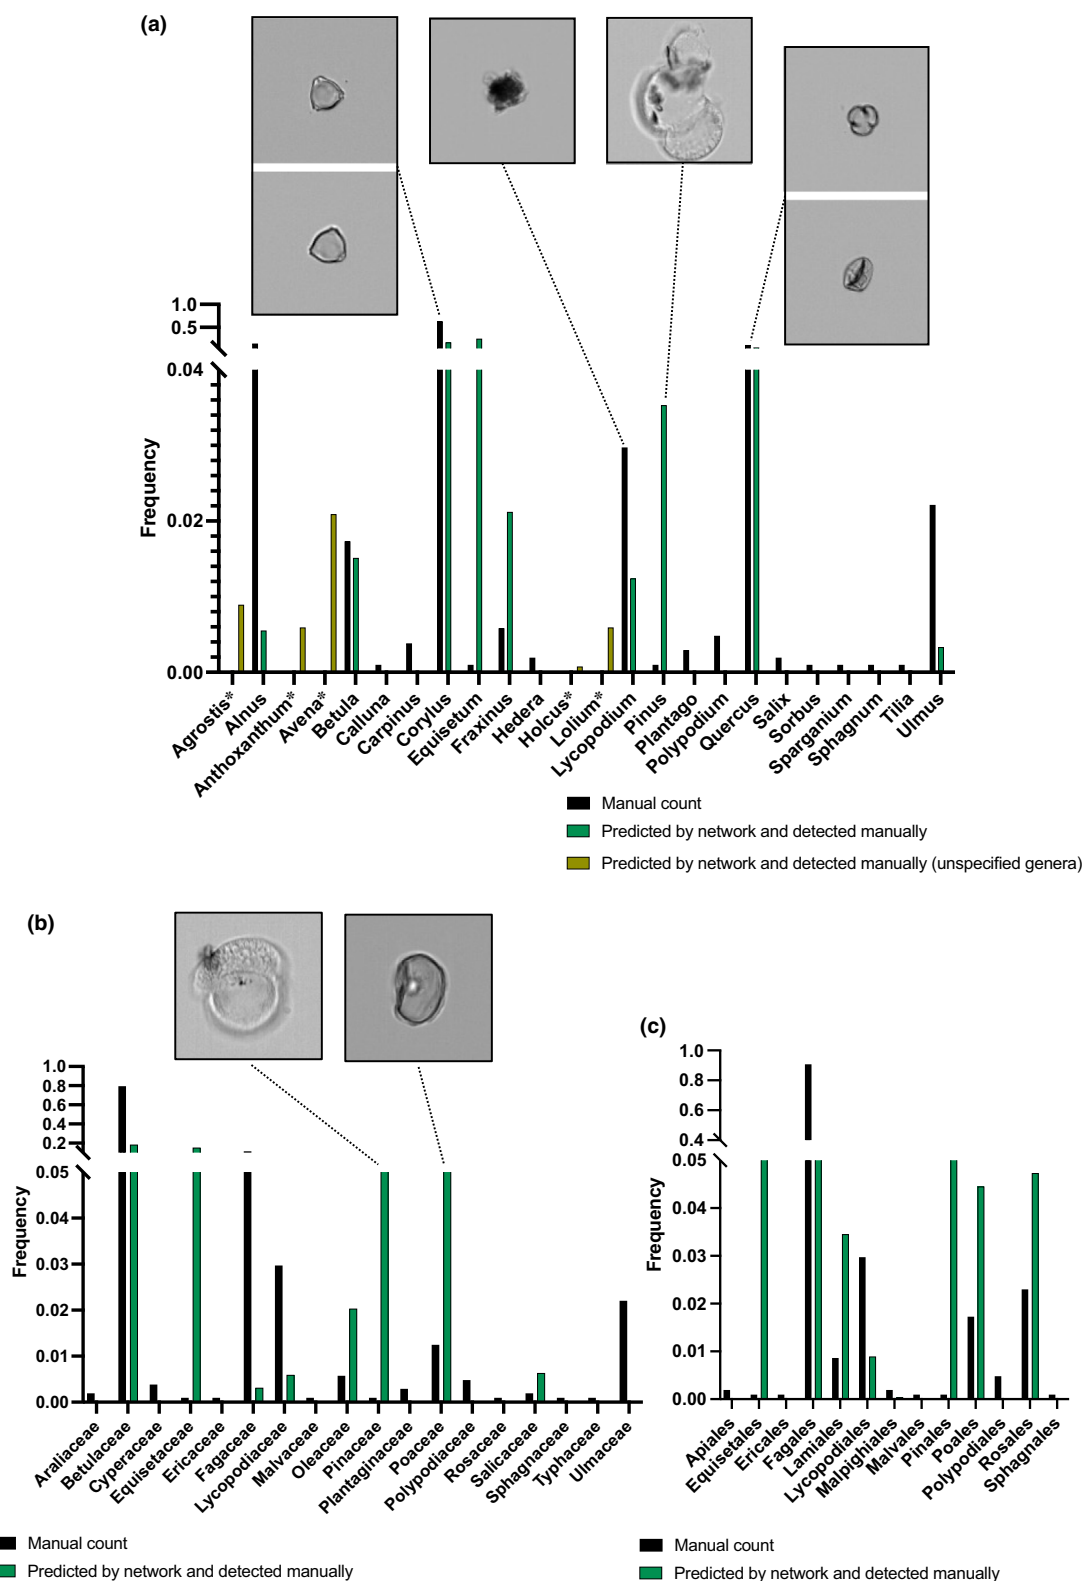 (a)
1.0
0.5
0.04
0.02
0.00
Frequency
Agrostis*
Alnus
Anthoxanthum*
Avena*
Betula
Calluna
Carpinus
Corylus
Equisetum
Fraxinus
Hedera
Holcus*
Lolium*
Lycopodium
Pinus
Plantago
Polypodium
Quercus
Salix
Sorbus
Sparganium
Sphagnum
Tilia
Ulmus
Manual count
Predicted by network and detected manually
Predicted by network and detected manually (unspecified genera)
(b)
1.0
0.8
0.6
0.4
0.2
0.05
0.04
0.03
0.02
0.01
0.00
Frequency
Araliaceae
Betulaceae
Cyperaceae
Equisetaceae
Ericaceae
Fagaceae
Lycopodiaceae
Malvaceae
Oleaceae
Pinaceae
Plantaginaceae
Poaceae
Polypodiaceae
Rosaceae
Salicaceae
Sphagnaceae
Typhaceae
Ulmaceae
Manual count
Predicted by network and detected manually
(c)
1.0
0.8
0.6
0.4
0.05
0.04
0.03
0.02
0.01
0.00
Frequency
Apiales
Equisetales
Ericales
Fagales
Lamiales
Lycopodiales
Malpighiales
Malvales
Pinales
Poales
Polypodiales
Rosales
Sphagnales
Manual count
Predicted by network and detected manually